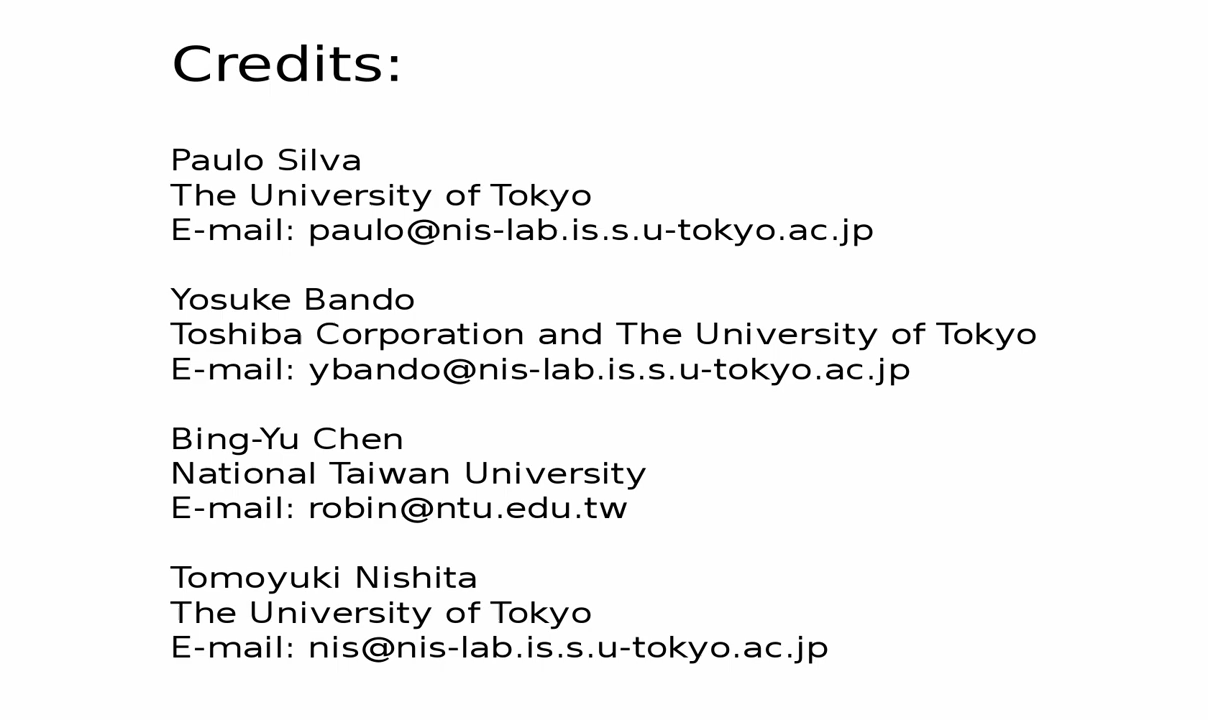 Credits:
Paulo Silva
The University of Tokyo
E-mail: paulo@nis-lab.is.s.u-tokyo.ac.jp
Yosuke Bando
Toshiba Corporation and The University of Tokyo
E-mail: ybando@nis-lab.is.s.u-tokyo.ac.jp
Bing-Yu Chen
National Taiwan University
E-mail: robin@ntu.edu.tw
Tomoyuki Nishita
The University of Tokyo
E-mail: nis@nis-lab.is.s.u-tokyo.ac.jp